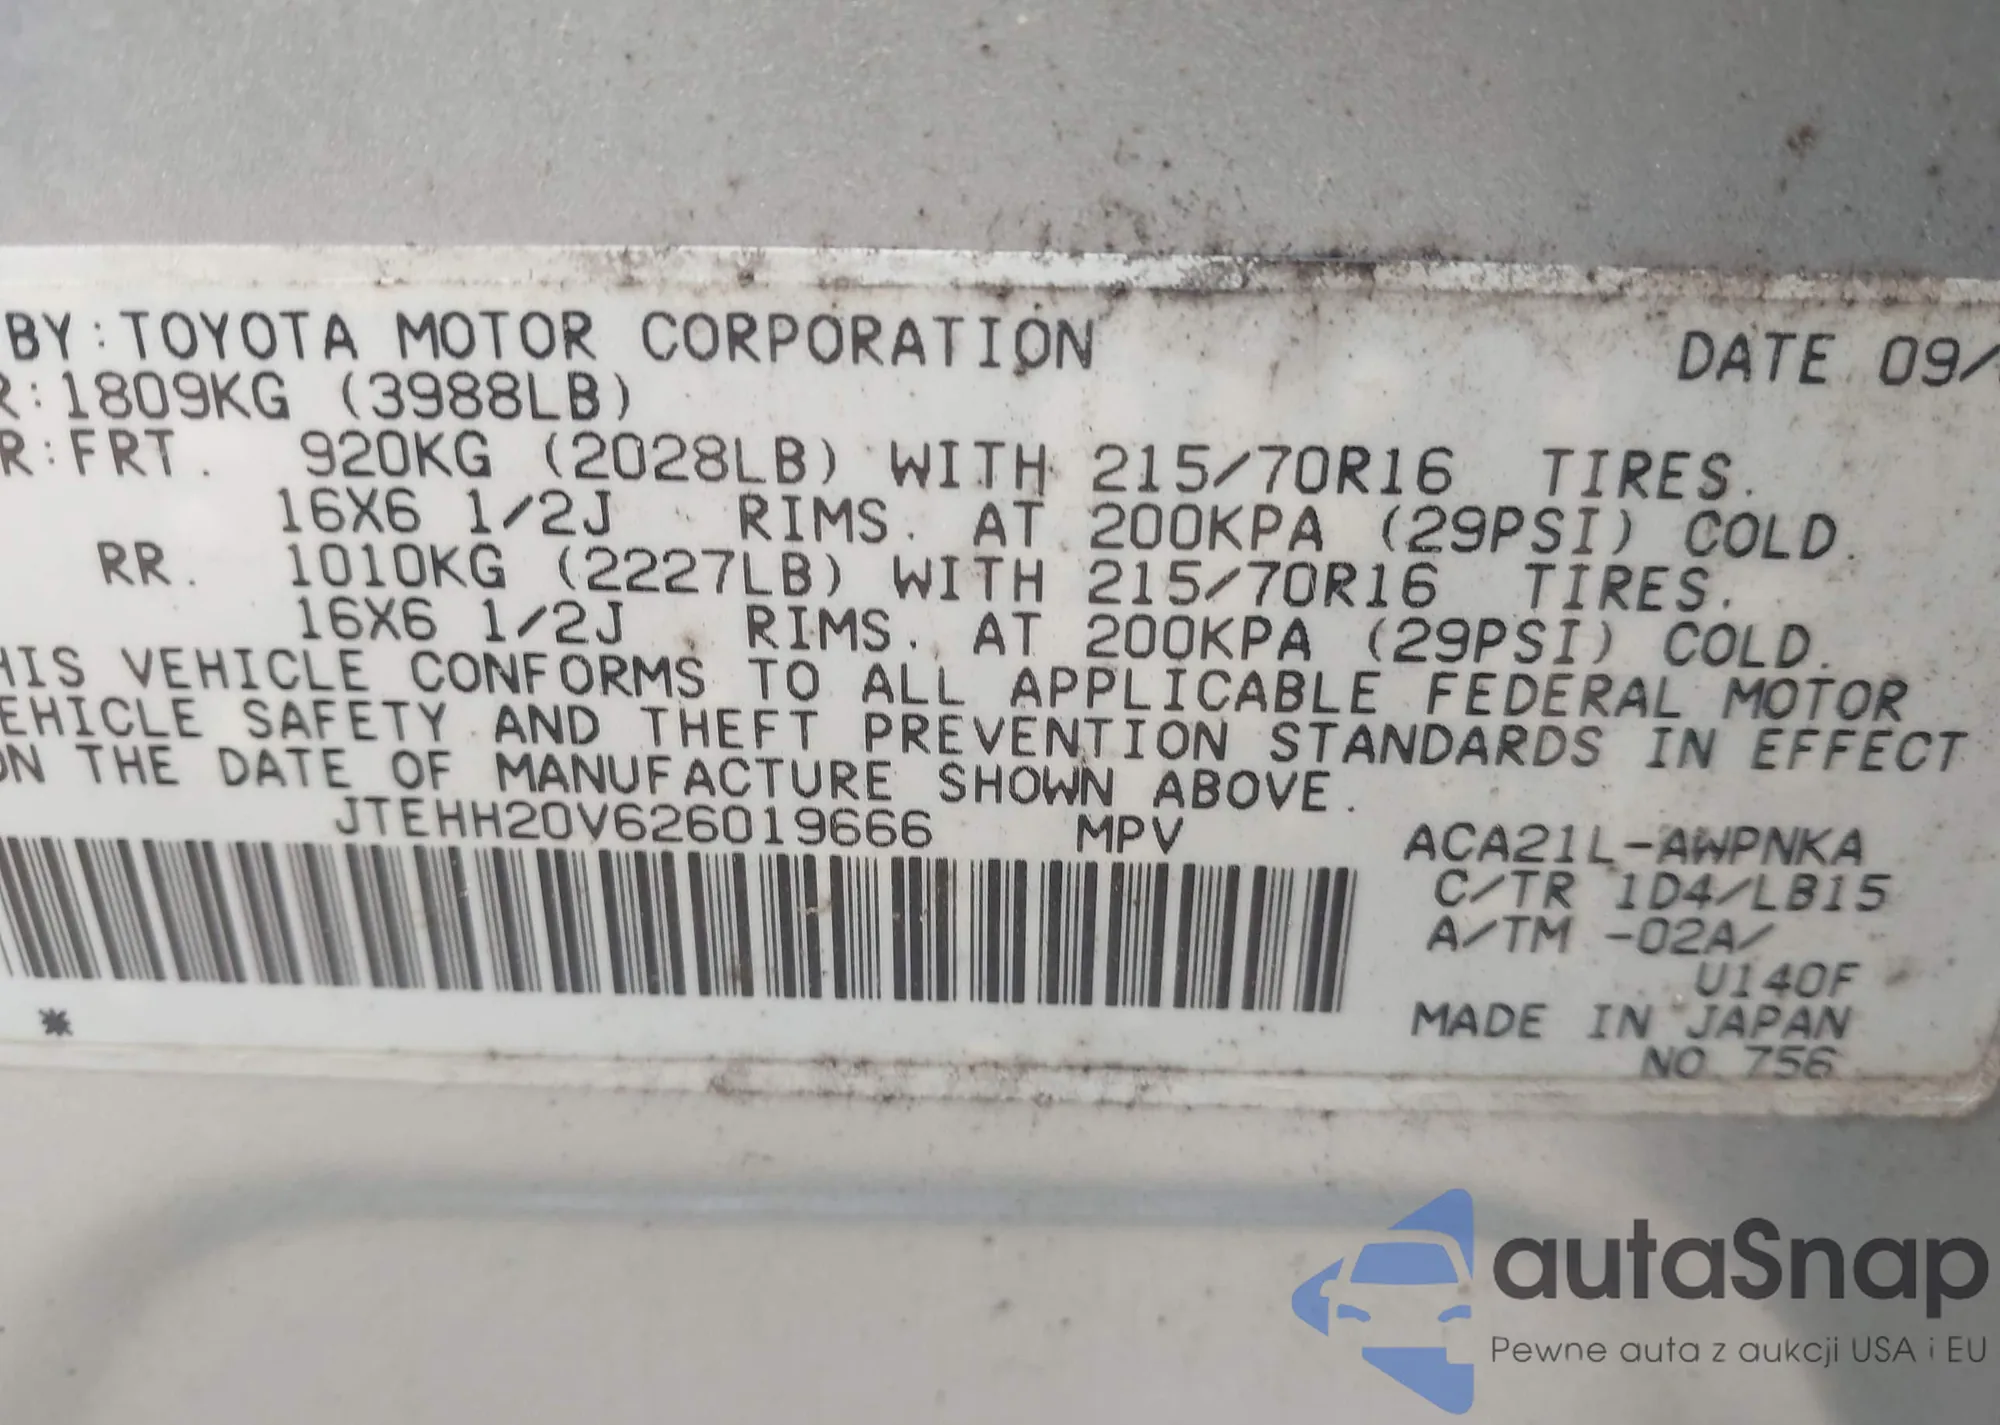 BY:TOYOTA MOTOR CORPORATION DATE 09/
R:1809KG (3988LB)
R:FRT. 920KG (2028LB) WITH 215/70R16 TIRES.
16X6 1/2J RIMS. AT 200KPA (29PSI) COLD.
RR. 1010KG (2227LB) WITH 215/70R16 TIRES.
16X6 1/2J RIMS. AT 200KPA (29PSI) COLD.
HIS VEHICLE CONFORMS TO ALL APPLICABLE FEDERAL MOTOR
EHICLE SAFETY AND THEFT PREVENTION STANDARDS IN EFFECT
ON THE DATE OF MANUFACTURE SHOWN ABOVE.
JTEHH20V626019666 MPV ACA21L-AWPNKA
C/TR 1D4/LB15
A/TM -02A/
U140F
MADE IN JAPAN
NO. 756
autaSnap
Pewne auta z aukcji USA i EU